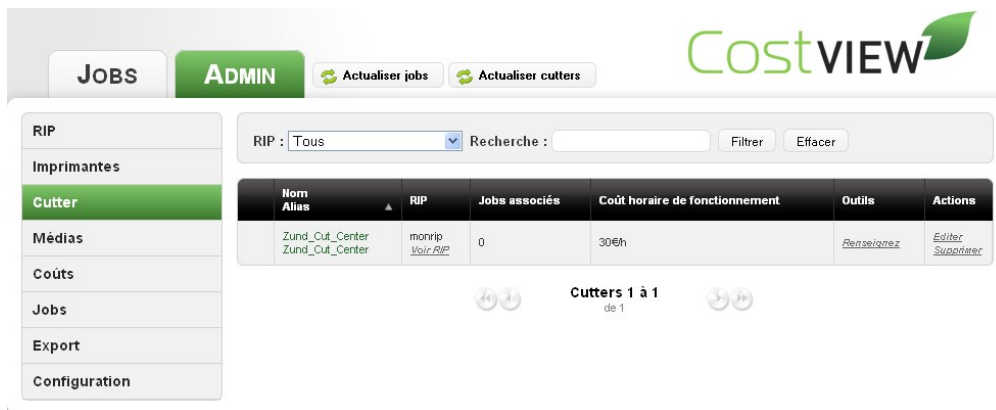 CostVIEW
JOBS
ADMIN
Actualiser jobs
Actualiser cutters
RIP
Imprimantes
Cutter
Médias
Coûts
Jobs
Export
Configuration
RIP : Tous Recherche : Filtrer Effacer
Nom Alias RIP Jobs associés Coût horaire de fonctionnement Outils Actions
Zund_Cut_Center monrip 0 30€/h Renseignez Editer
Zund_Cut_Center Voir RIP Supprimer
Cutters 1 à 1
de 1